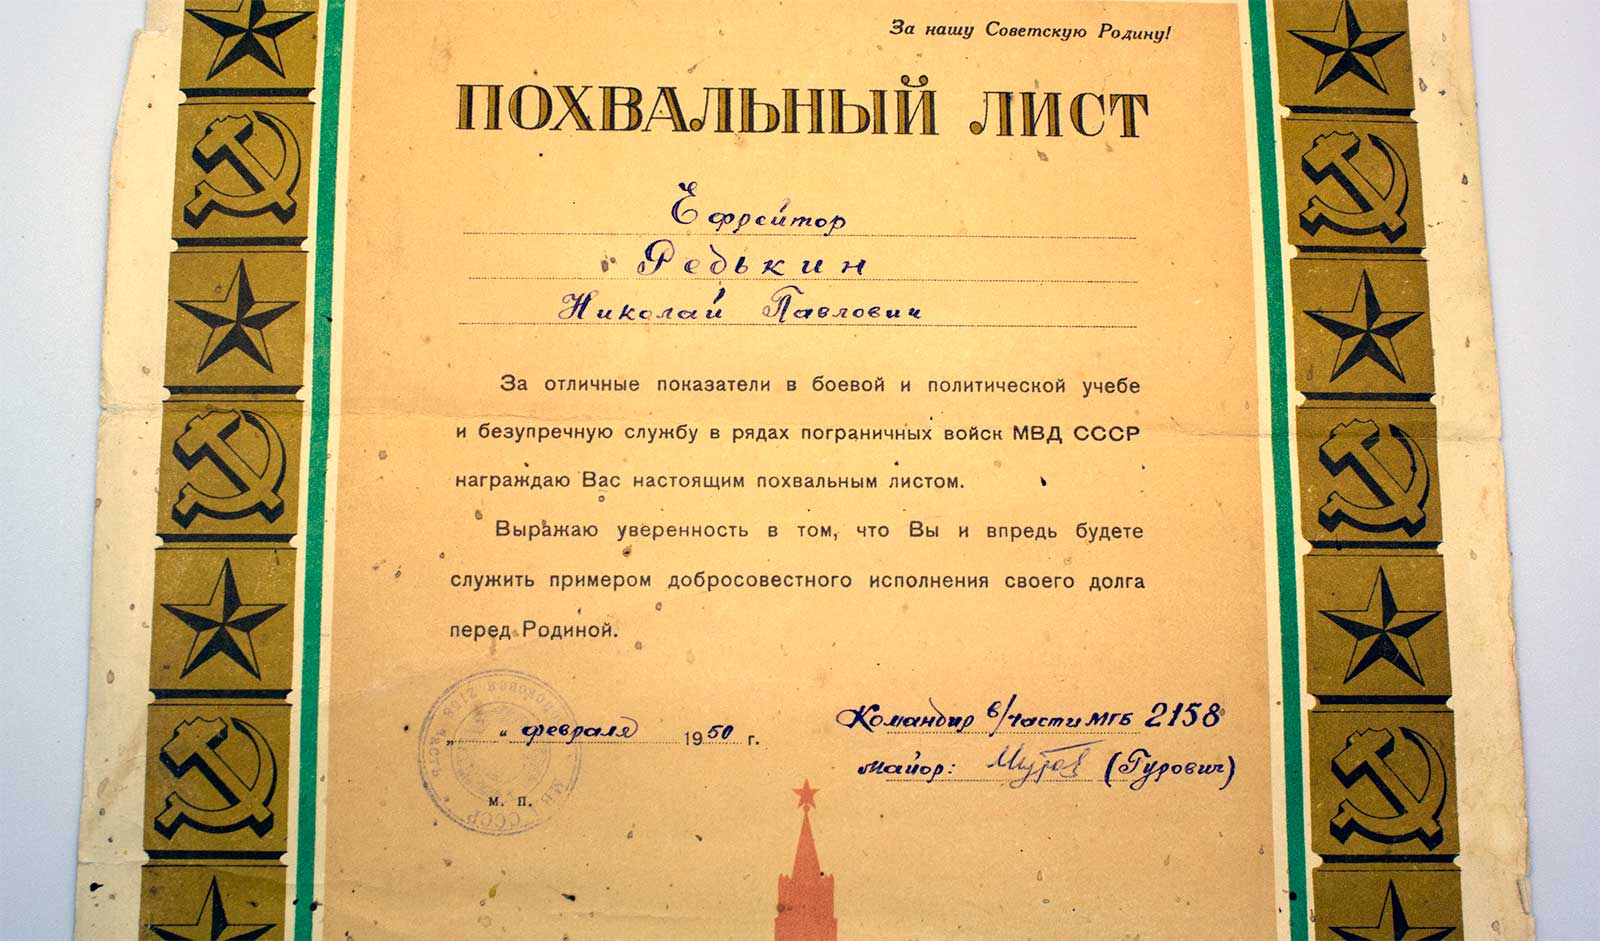 За нашу Советскую Родину!
ПОХВАЛЬНЫЙ ЛИСТ
Ефрейтор
Редькин
Николай Павлович
За отличные показатели в боевой и политической учебе
и безупречную службу в рядах пограничных войск МВД СССР
награждаю Вас настоящим похвальным листом.
Выражаю уверенность в том, что Вы и впредь будете
служить примером добросовестного исполнения своего долга
перед Родиной.
Командир в/части МГБ 2158
„ “ февраля 1950 г.
майор: (Гурович)
М. П.